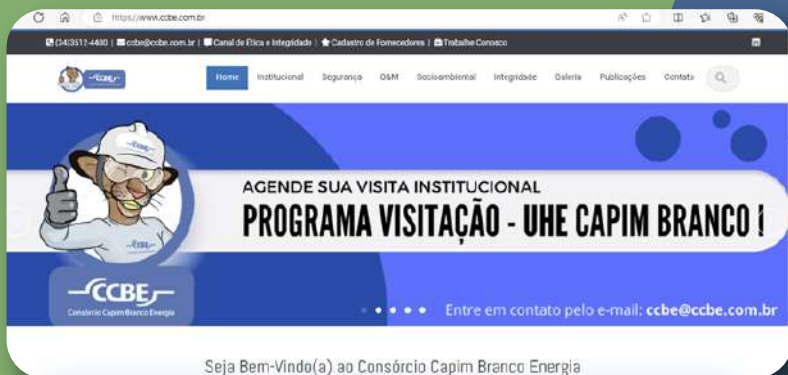 https://www.ccbe.com.br
(34)3512-4480 | ccbe@ccbe.com.br | Canal de Ética e Integridade | Cadastro de Fornecedores | Trabalhe Conosco
CCBE
Home Institucional Segurança O&M Socioambiental Integridade Galeria Publicações Contato
CCBE
AGENDE SUA VISITA INSTITUCIONAL
PROGRAMA VISITAÇÃO - UHE CAPIM BRANCO I
CCBE
CCBE
Consórcio Capim Branco Energia
Entre em contato pelo e-mail: ccbe@ccbe.com.br
Seja Bem-Vindo(a) ao Consórcio Capim Branco Energia